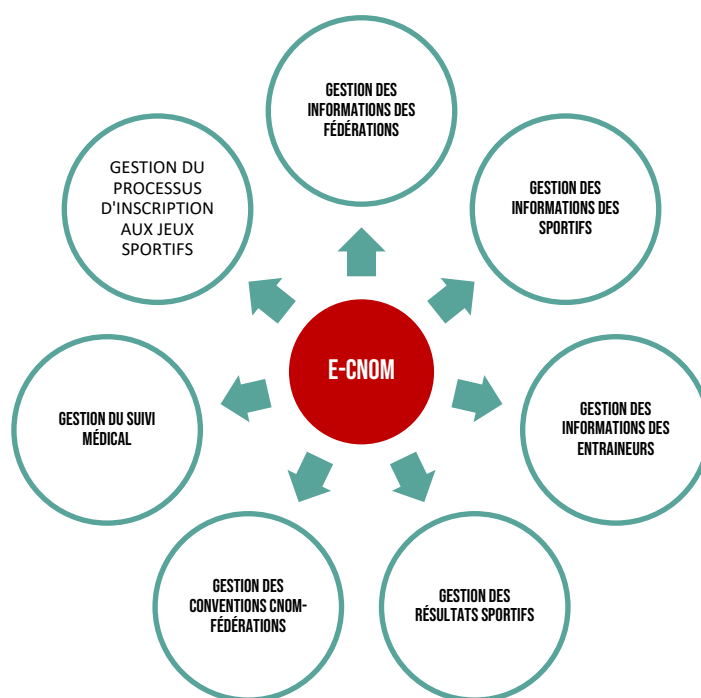 GESTION DES
INFORMATIONS DES
FÉDÉRATIONS
GESTION DU
PROCESSUS
D'INSCRIPTION
AUX JEUX
SPORTIFS
GESTION DES
INFORMATIONS DES
SPORTIFS
E-CNOM
GESTION DU SUIVI
MÉDICAL
GESTION DES
INFORMATIONS DES
ENTRAINEURS
GESTION DES
CONVENTIONS CNOM-
FÉDÉRATIONS
GESTION DES
RÉSULTATS SPORTIFS